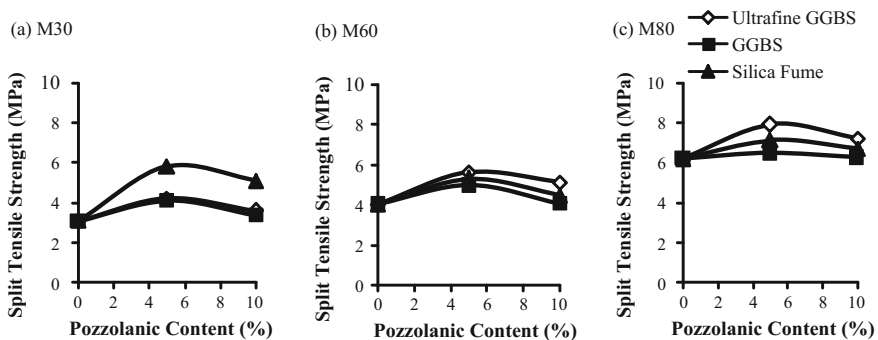 (a) M30
(b) M60
(c) M80
Ultrafine GGBS
GGBS
Silica Fume
Split Tensile Strength (MPa)
10
8
6
4
2
0
0 2 4 6 8 10
Pozzolanic Content (%)
Split Tensile Strength (MPa)
10
8
6
4
2
0
0 2 4 6 8 10
Pozzolanic Content (%)
Split Tensile Strength (MPa)
10
8
6
4
2
0
0 2 4 6 8 10
Pozzolanic Content (%)